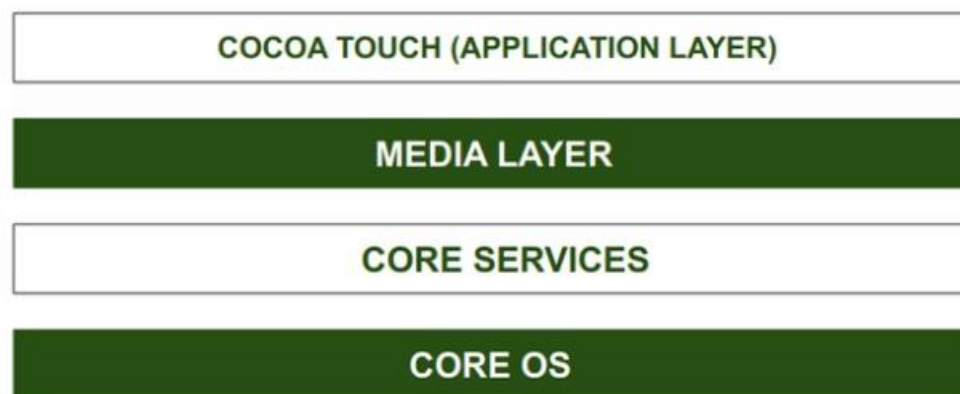 COCOA TOUCH (APPLICATION LAYER)
MEDIA LAYER
CORE SERVICES
CORE OS